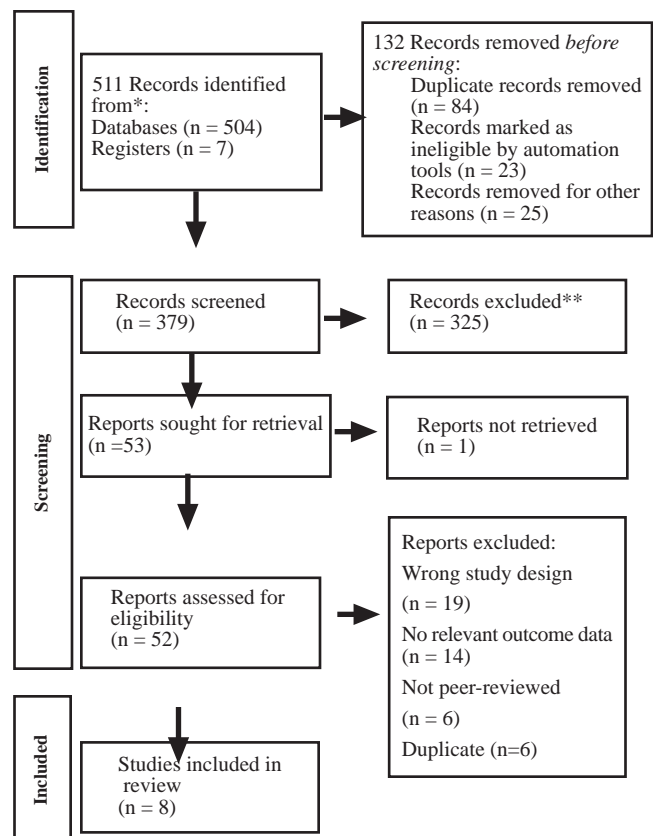 Identification
511 Records identified
from*:
Databases (n = 504)
Registers (n = 7)
132 Records removed before
screening:
Duplicate records removed
(n = 84)
Records marked as
ineligible by automation
tools (n = 23)
Records removed for other
reasons (n = 25)
Screening
Records screened
(n = 379)
Records excluded**
(n = 325)
Reports sought for retrieval
(n =53)
Reports not retrieved
(n = 1)
Reports assessed for
eligibility
(n = 52)
Reports excluded:
Wrong study design
(n = 19)
No relevant outcome data
(n = 14)
Not peer-reviewed
(n = 6)
Duplicate (n=6)
Included
Studies included in
review
(n = 8)